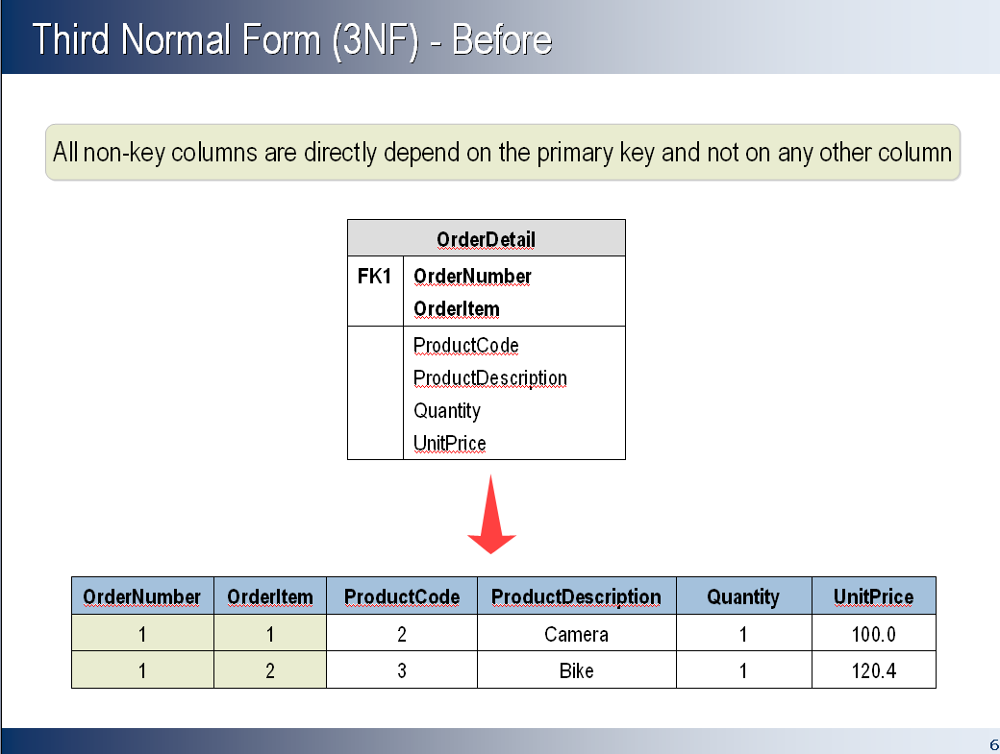 Third Normal Form (3NF) - Before
All non-key columns are directly depend on the primary key and not on any other column
OrderDetail
FK1 OrderNumber
OrderItem
ProductCode
ProductDescription
Quantity
UnitPrice
OrderNumber OrderItem ProductCode ProductDescription Quantity UnitPrice
1 1 2 Camera 1 100.0
1 2 3 Bike 1 120.4
6